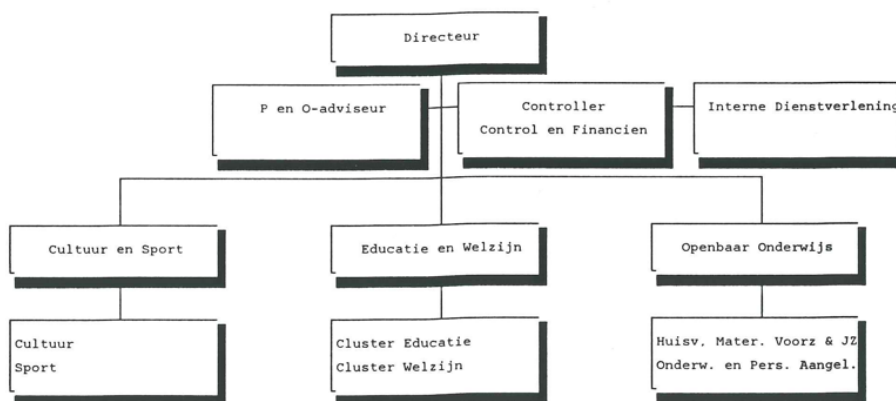 Directeur
P en O-adviseur
Controller
Control en Financien
Interne Dienstverlening
Cultuur en Sport
Educatie en Welzijn
Openbaar Onderwijs
Cultuur
Sport
Cluster Educatie
Cluster Welzijn
Huisv, Mater. Voorz & JZ
Onderw. en Pers. Aangel.